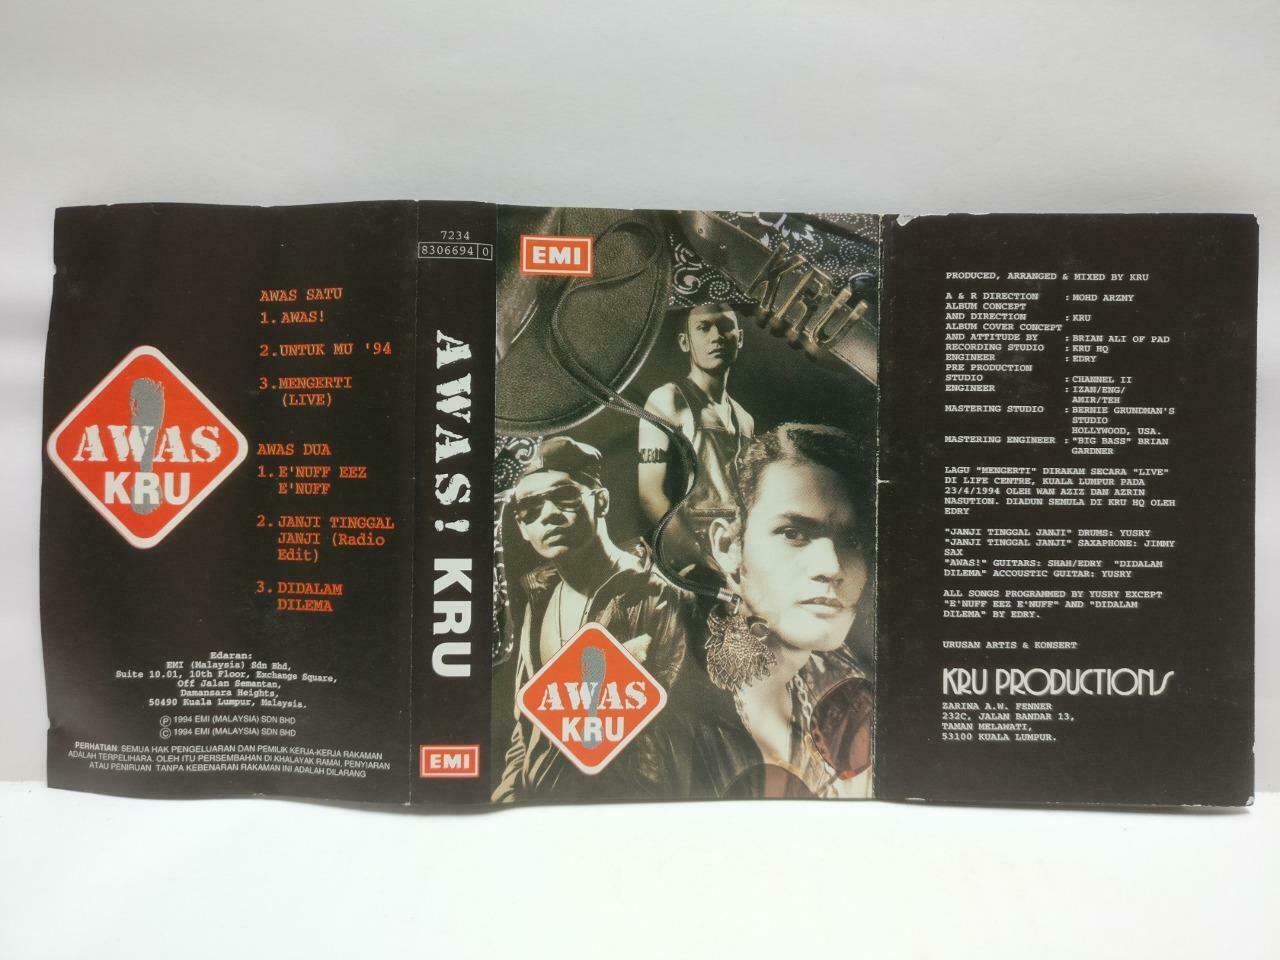 AWAS
KRU
AWAS SATU
1. AWAS!
2. UNTUK MU '94
3. MENGERTI
(LIVE)
AWAS DUA
1. E'NUFF EEZ
E'NUFF
2. JANJI TINGGAL
JANJI (Radio
Edit)
3. DIDALAM
DILEMA
Edaran:
EMI (Malaysia) Sdn Bhd,
Suite 10.01, 10th Floor, Exchange Square,
Off Jalan Semantan,
Damansara Heights,
50490 Kuala Lumpur, Malaysia.
Ⓟ 1994 EMI (MALAYSIA) SDN BHD
© 1994 EMI (MALAYSIA) SDN BHD
PERHATIAN: SEMUA HAK PENGELUARAN DAN PEMILIK KERJA-KERJA RAKAMAN
ADALAH TERPELIHARA. OLEH ITU PERSEMBAHAN DI KHALAYAK RAMAI, PENYIARAN
ATAU PENIRUAN TANPA KEBENARAN RAKAMAN INI ADALAH DILARANG
7234
8306694 0
AWAS! KRU
EMI
EMI
KRU
KRU
AWAS
KRU
PRODUCED, ARRANGED & MIXED BY KRU
A & R DIRECTION : MOHD ARZMY
ALBUM CONCEPT
AND DIRECTION : KRU
ALBUM COVER CONCEPT
AND ATTITUDE BY : BRIAN ALI OF PAD
RECORDING STUDIO : KRU HQ
ENGINEER : EDRY
PRE PRODUCTION
STUDIO : CHANNEL II
ENGINEER : IZAN/ENG/
AMIR/TEH
MASTERING STUDIO : BERNIE GRUNDMAN'S
STUDIO
HOLLYWOOD, USA.
MASTERING ENGINEER : "BIG BASS" BRIAN
GARDNER
LAGU "MENGERTI" DIRAKAM SECARA "LIVE"
DI LIFE CENTRE, KUALA LUMPUR PADA
23/4/1994 OLEH WAN AZIZ DAN AZRIN
NASUTION. DIADUN SEMULA DI KRU HQ OLEH
EDRY
"JANJI TINGGAL JANJI" DRUMS: YUSRY
"JANJI TINGGAL JANJI" SAXAPHONE: JIMMY
SAX
"AWAS!" GUITARS: SHAH/EDRY "DIDALAM
DILEMA" ACCOUSTIC GUITAR: YUSRY
ALL SONGS PROGRAMMED BY YUSRY EXCEPT
"E'NUFF EEZ E'NUFF" AND "DIDALAM
DILEMA" BY EDRY.
URUSAN ARTIS & KONSERT
KRU PRODUCTIONS
ZARINA A.W. FENNER
232C, JALAN BANDAR 13,
TAMAN MELAWATI,
53100 KUALA LUMPUR.